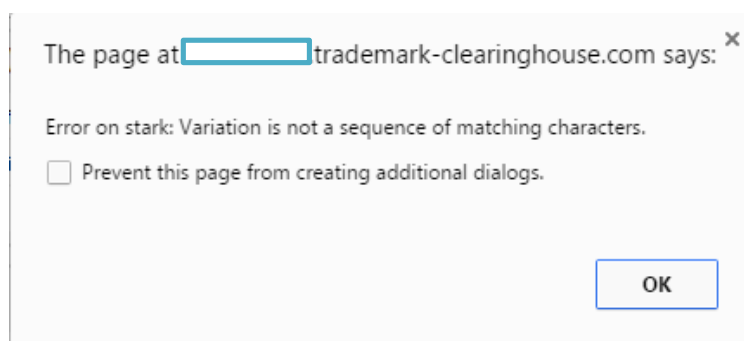 The page at trademark-clearinghouse.com says:
Error on stark: Variation is not a sequence of matching characters.
Prevent this page from creating additional dialogs.
OK